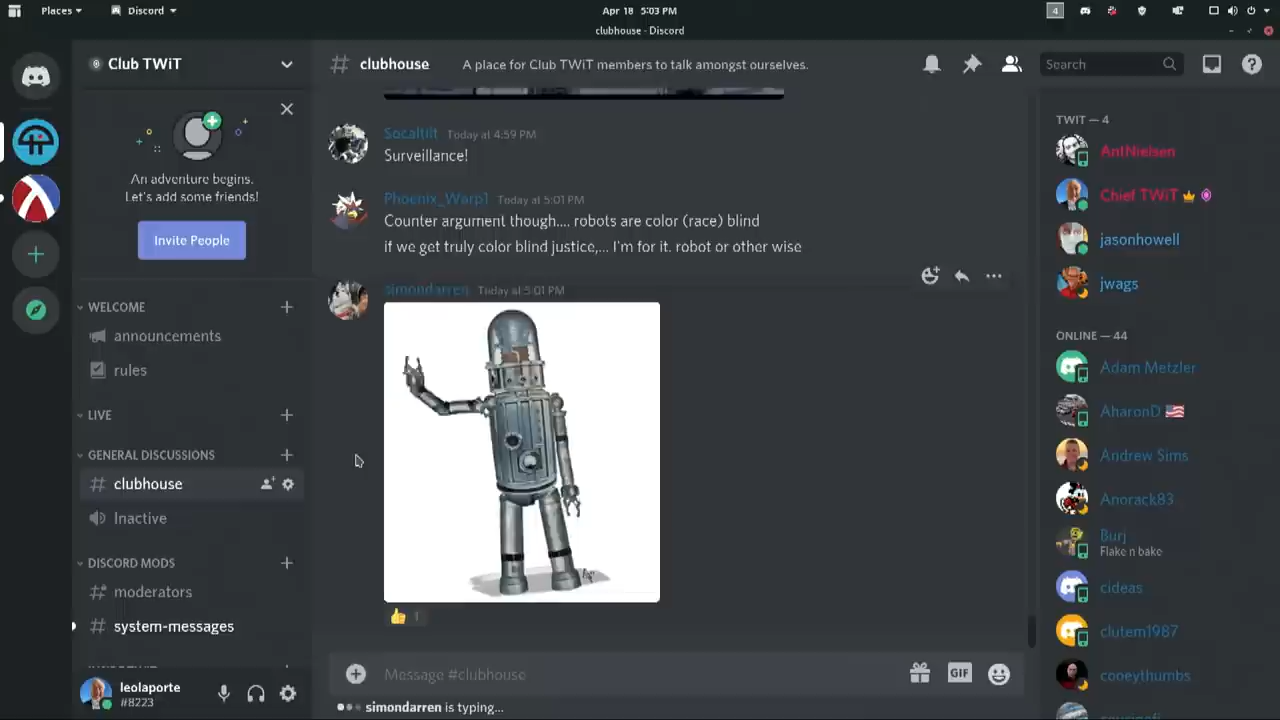 Places
Discord
Apr 18 5:03 PM
4
clubhouse - Discord
Club TWiT
An adventure begins.
Let's add some friends!
Invite People
WELCOME
announcements
rules
LIVE
GENERAL DISCUSSIONS
clubhouse
Inactive
DISCORD MODS
moderators
system-messages
leolaporte
#8223
# clubhouse
A place for Club TWiT members to talk amongst ourselves.
Search
Socaltilt Today at 4:59 PM
Surveillance!
Phoenix_Warp1 Today at 5:01 PM
Counter argument though.... robots are color (race) blind
if we get truly color blind justice,... I'm for it. robot or other wise
simondarren Today at 5:01 PM
1
Message #clubhouse
GIF
simondarren is typing...
TWIT — 4
AntNielsen
Chief TWiT
jasonhowell
jwags
ONLINE — 44
Adam Metzler
AharonD
Andrew Sims
Anorack83
Burj
Flake n bake
cideas
clutem1987
cooneythumbs